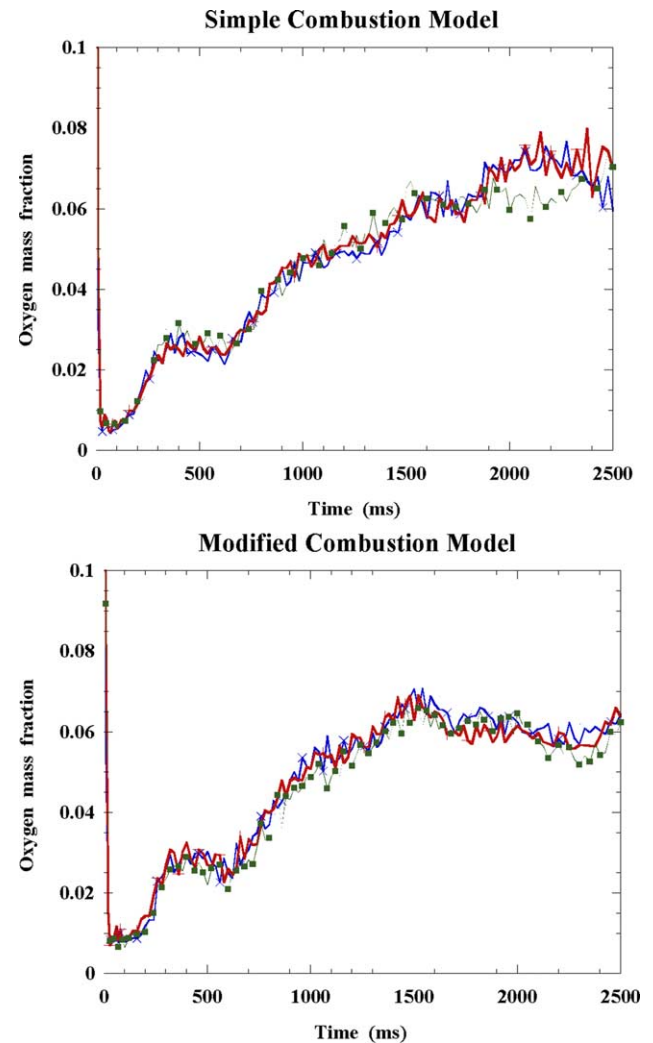 Simple Combustion Model
0.1
0.08
0.06
0.04
0.02
0
Oxygen mass fraction
0 500 1000 1500 2000 2500
Time (ms)
Modified Combustion Model
0.1
0.08
0.06
0.04
0.02
0
Oxygen mass fraction
0 500 1000 1500 2000 2500
Time (ms)